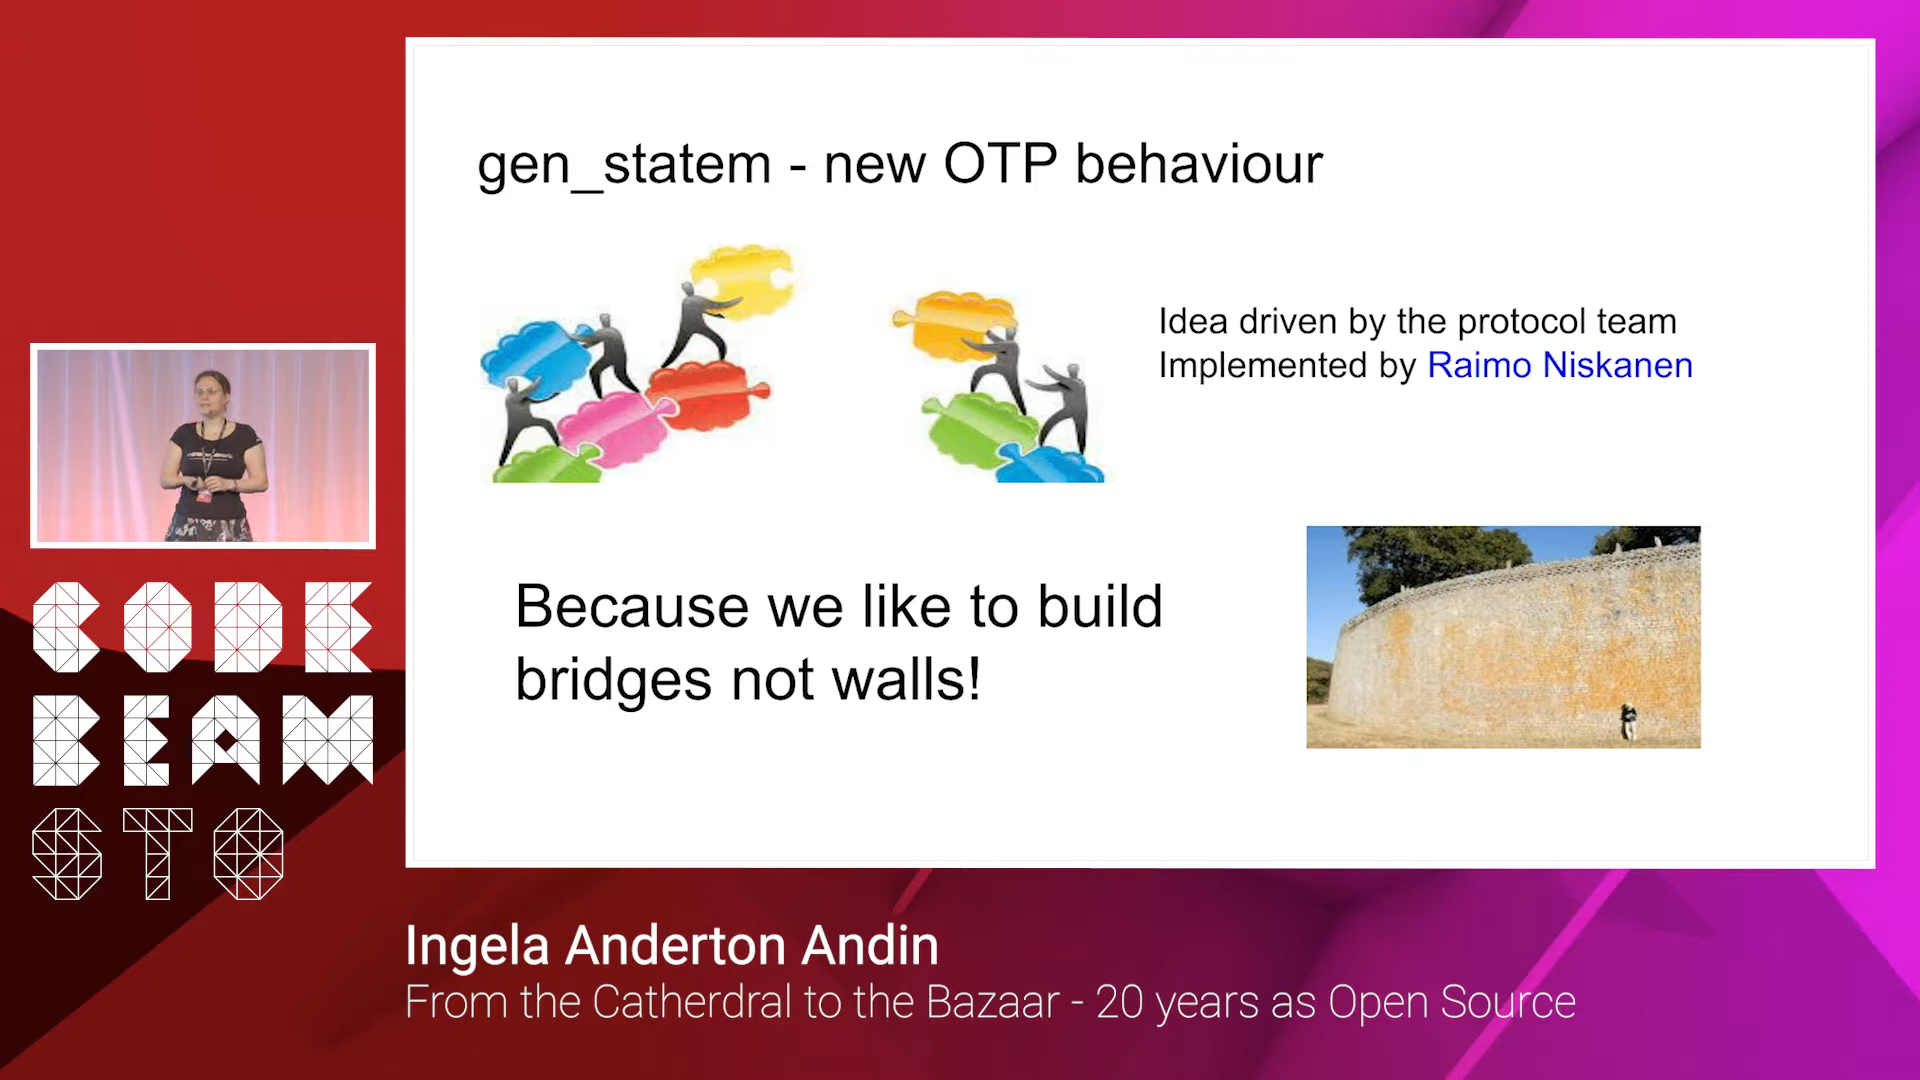 gen_statem - new OTP behaviour
Idea driven by the protocol team
Implemented by Raimo Niskanen
Because we like to build
bridges not walls!
CODE
BEAM
STO
Ingela Anderton Andin
From the Catherdral to the Bazaar - 20 years as Open Source